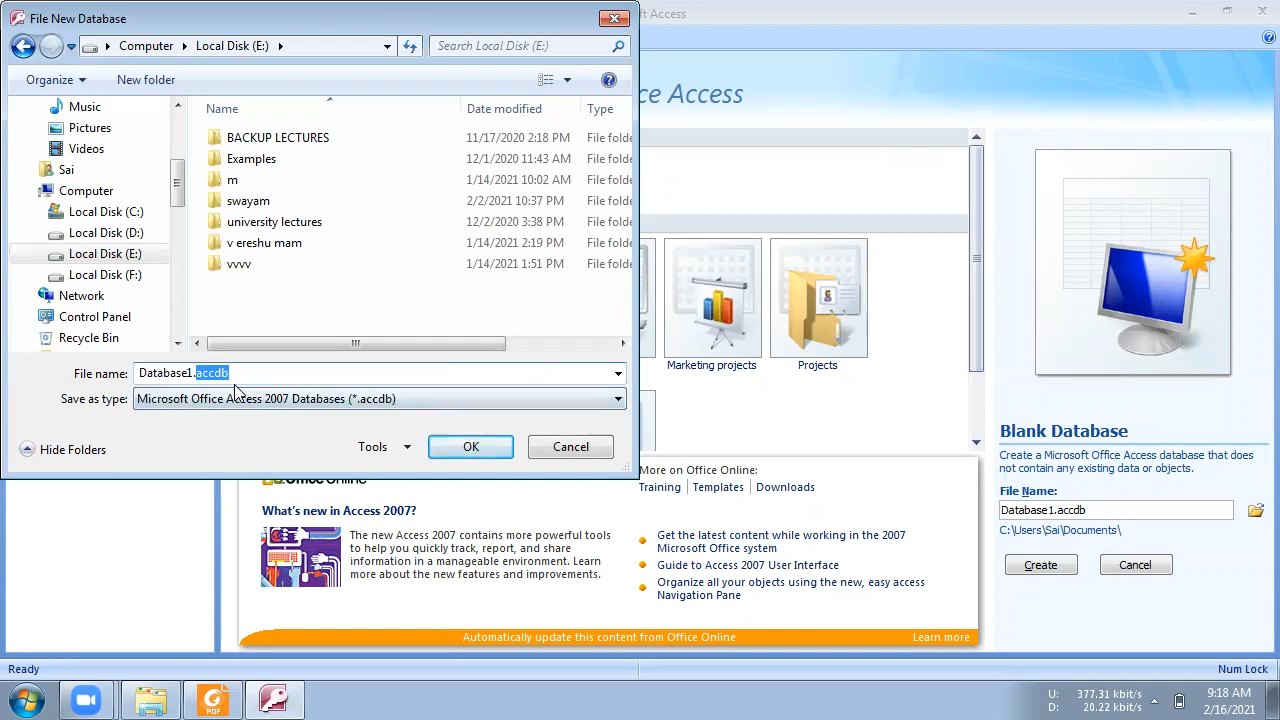 File New Database
ft Access
Computer
Local Disk (E:)
Search Local Disk (E:)
Organize
New folder
ce Access
Name
Date modified
Type
Music
Pictures
Videos
Sai
Computer
Local Disk (C:)
Local Disk (D:)
Local Disk (E:)
Local Disk (F:)
Network
Control Panel
Recycle Bin
BACKUP LECTURES 11/17/2020 2:18 PM File folde
Examples 12/1/2020 11:43 AM File folde
m 1/14/2021 10:02 AM File folde
swayam 2/2/2021 10:37 PM File folde
university lectures 12/2/2020 3:38 PM File folde
v ereshu mam 1/14/2021 2:19 PM File folde
vvvv 1/14/2021 1:51 PM File folde
File name: Database1.accdb
Save as type: Microsoft Office Access 2007 Databases (*.accdb)
Hide Folders
Tools
OK
Cancel
Marketing projects
Projects
Blank Database
Create a Microsoft Office Access database that does
not contain any existing data or objects.
File Name:
Database1.accdb
C:\Users\Sai\Documents\
Create
Cancel
More on Office Online:
Training | Templates | Downloads
What's new in Access 2007?
The new Access 2007 contains more powerful tools
to help you quickly track, report, and share
information in a manageable environment. Learn
more about the new features and improvements.
Get the latest content while working in the 2007
Microsoft Office system
Guide to Access 2007 User Interface
Organize all your objects using the new, easy access
Navigation Pane
Automatically update this content from Office Online
Learn more
Ready
Num Lock
PDF
U: 377.31 kbit/s
D: 20.22 kbit/s
9:18 AM
2/16/2021